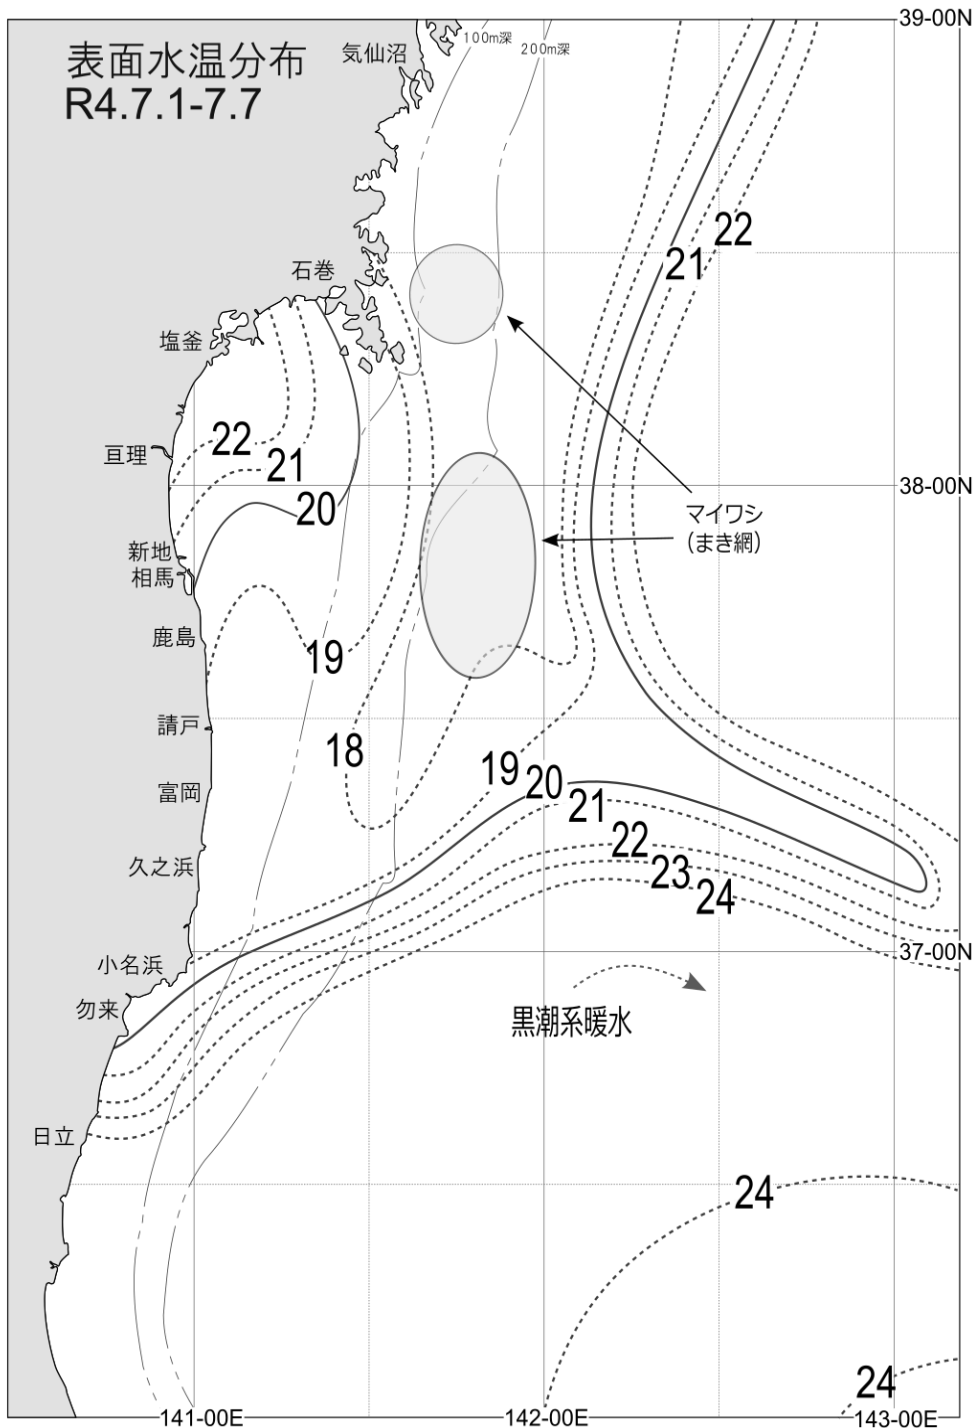 39-00N
100m深
200m深
表面水温分布
R4.7.1-7.7
気仙沼
22
21
石巻
塩釜
22
亘理
21
20
38-00N
マイワシ
(まき網)
新地
相馬
鹿島
19
請戸
18
19
20
21
富岡
22
23
24
久之浜
37-00N
小名浜
勿来
黒潮系暖水
日立
24
24
141-00E
142-00E
143-00E